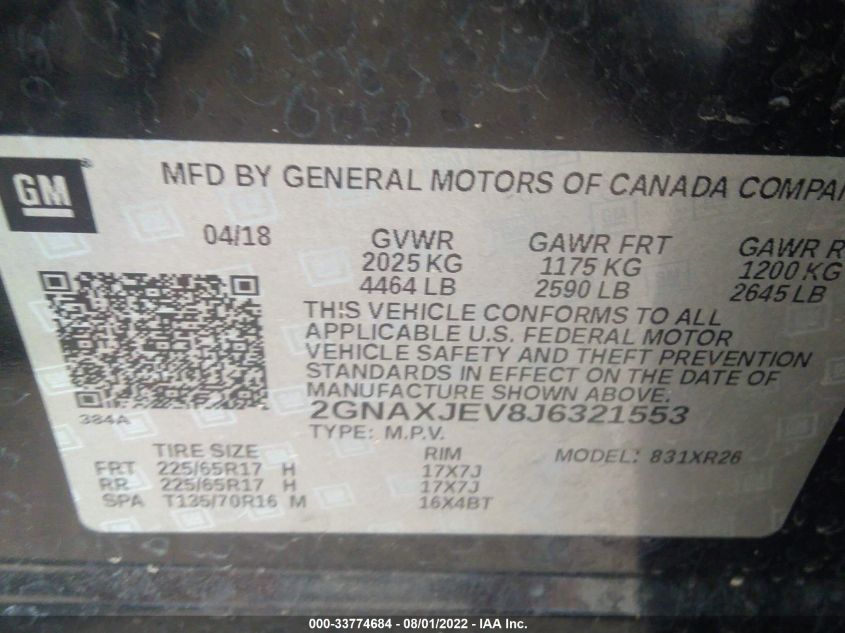 GM ®
MFD BY GENERAL MOTORS OF CANADA COMPA
04/18 GVWR GAWR FRT GAWR R
2025 KG 1175 KG 1200 KG
4464 LB 2590 LB 2645 LB
THIS VEHICLE CONFORMS TO ALL
APPLICABLE U.S. FEDERAL MOTOR
VEHICLE SAFETY AND THEFT PREVENTION
STANDARDS IN EFFECT ON THE DATE OF
MANUFACTURE SHOWN ABOVE.
384A
2GNAXJEV8J6321553
TYPE: M.P.V.
TIRE SIZE RIM MODEL: 831XR26
FRT 225/65R17 H 17X7J
RR 225/65R17 H 17X7J
SPA T135/70R16 M 16X4BT
000-33774684 - 08/01/2022 - IAA Inc.